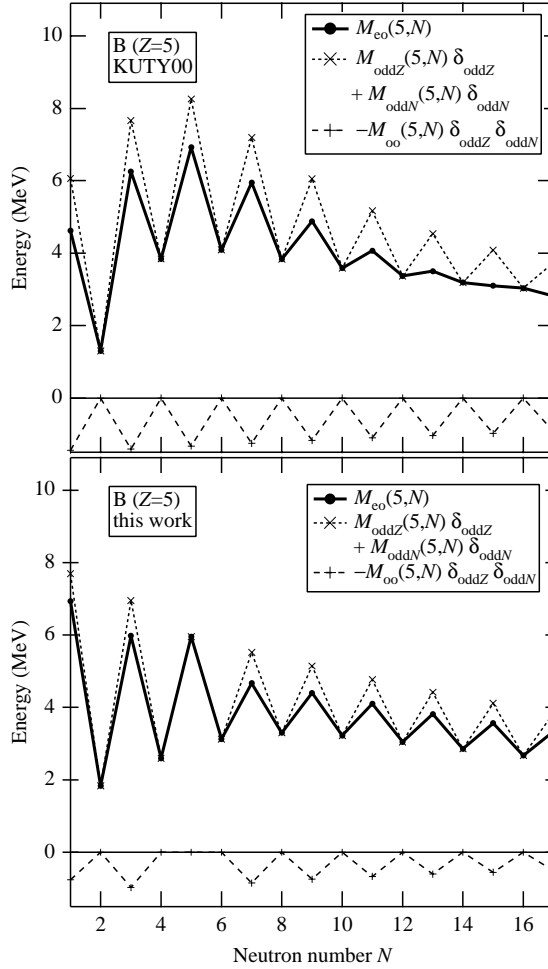 10
8
6
4
2
0
Energy (MeV)
B (Z=5)
KUTY00
M_eo(5,N)
M_oddZ(5,N) δ_oddZ
+ M_oddN(5,N) δ_oddN
−M_oo(5,N) δ_oddZ δ_oddN
10
8
6
4
2
0
Energy (MeV)
B (Z=5)
this work
M_eo(5,N)
M_oddZ(5,N) δ_oddZ
+ M_oddN(5,N) δ_oddN
−M_oo(5,N) δ_oddZ δ_oddN
2 4 6 8 10 12 14 16
Neutron number N